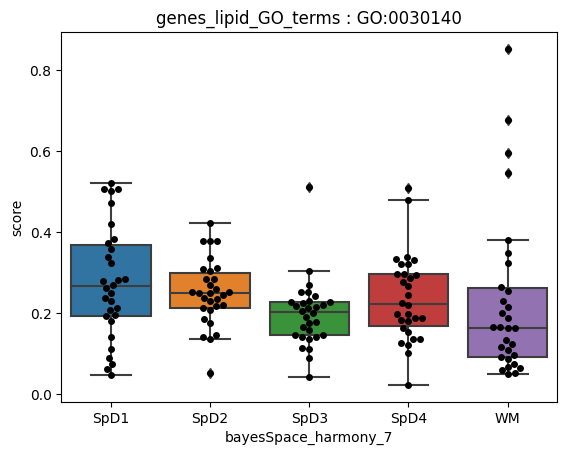 genes_lipid_GO_terms : GO:0030140
0.8
0.6
0.4
0.2
0.0
score
SpD1 SpD2 SpD3 SpD4 WM
bayesSpace_harmony_7